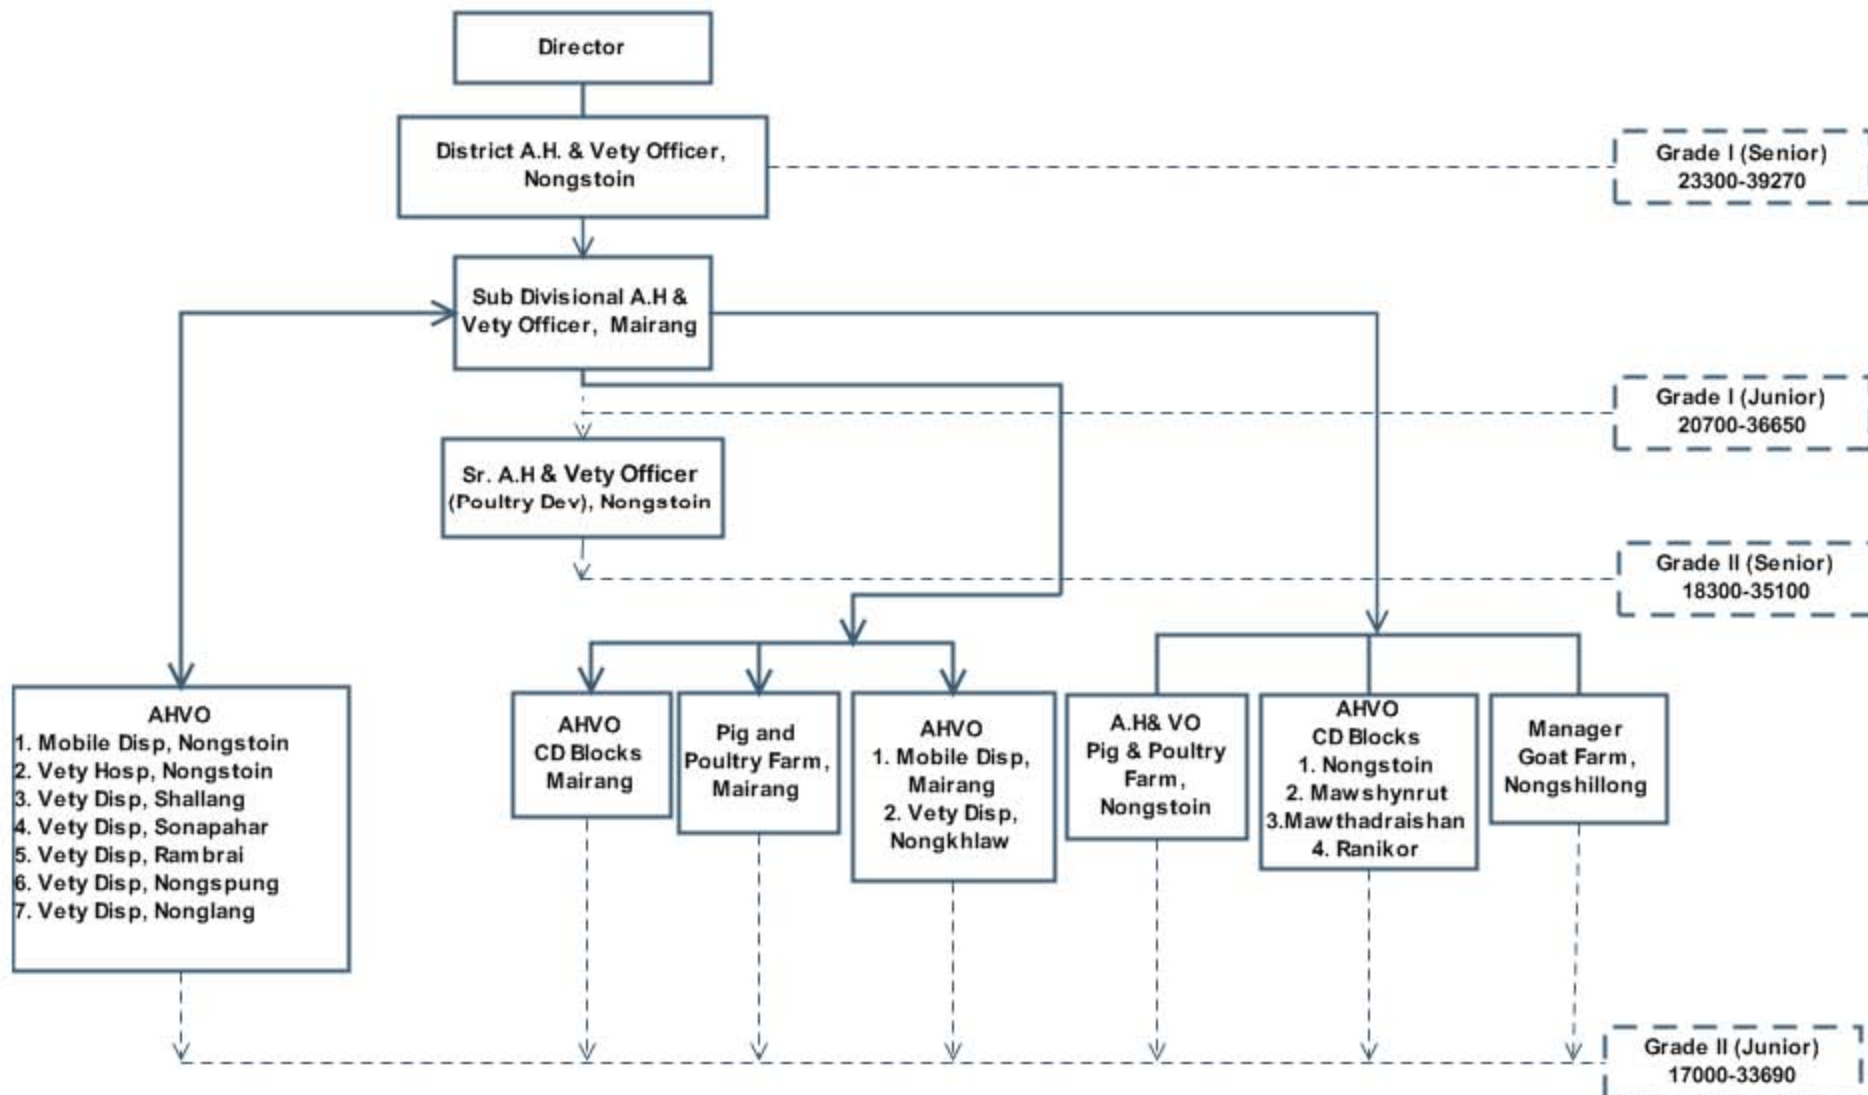 Director
District A.H. & Vety Officer,
Nongstoin
Grade I (Senior)
23300-39270
Sub Divisional A.H &
Vety Officer, Mairang
Grade I (Junior)
20700-36650
Sr. A.H & Vety Officer
(Poultry Dev), Nongstoin
Grade II (Senior)
18300-35100
AHVO
1. Mobile Disp, Nongstoin
2. Vety Hosp, Nongstoin
3. Vety Disp, Shallang
4. Vety Disp, Sonapahar
5. Vety Disp, Rambrai
6. Vety Disp, Nongspung
7. Vety Disp, Nonglang
AHVO
CD Blocks
Mairang
Pig and
Poultry Farm,
Mairang
AHVO
1. Mobile Disp,
Mairang
2. Vety Disp,
Nongkhlaw
A.H& VO
Pig & Poultry
Farm,
Nongstoin
AHVO
CD Blocks
1. Nongstoin
2. Mawshynrut
3.Mawthadraishan
4. Ranikor
Manager
Goat Farm,
Nongshillong
Grade II (Junior)
17000-33690